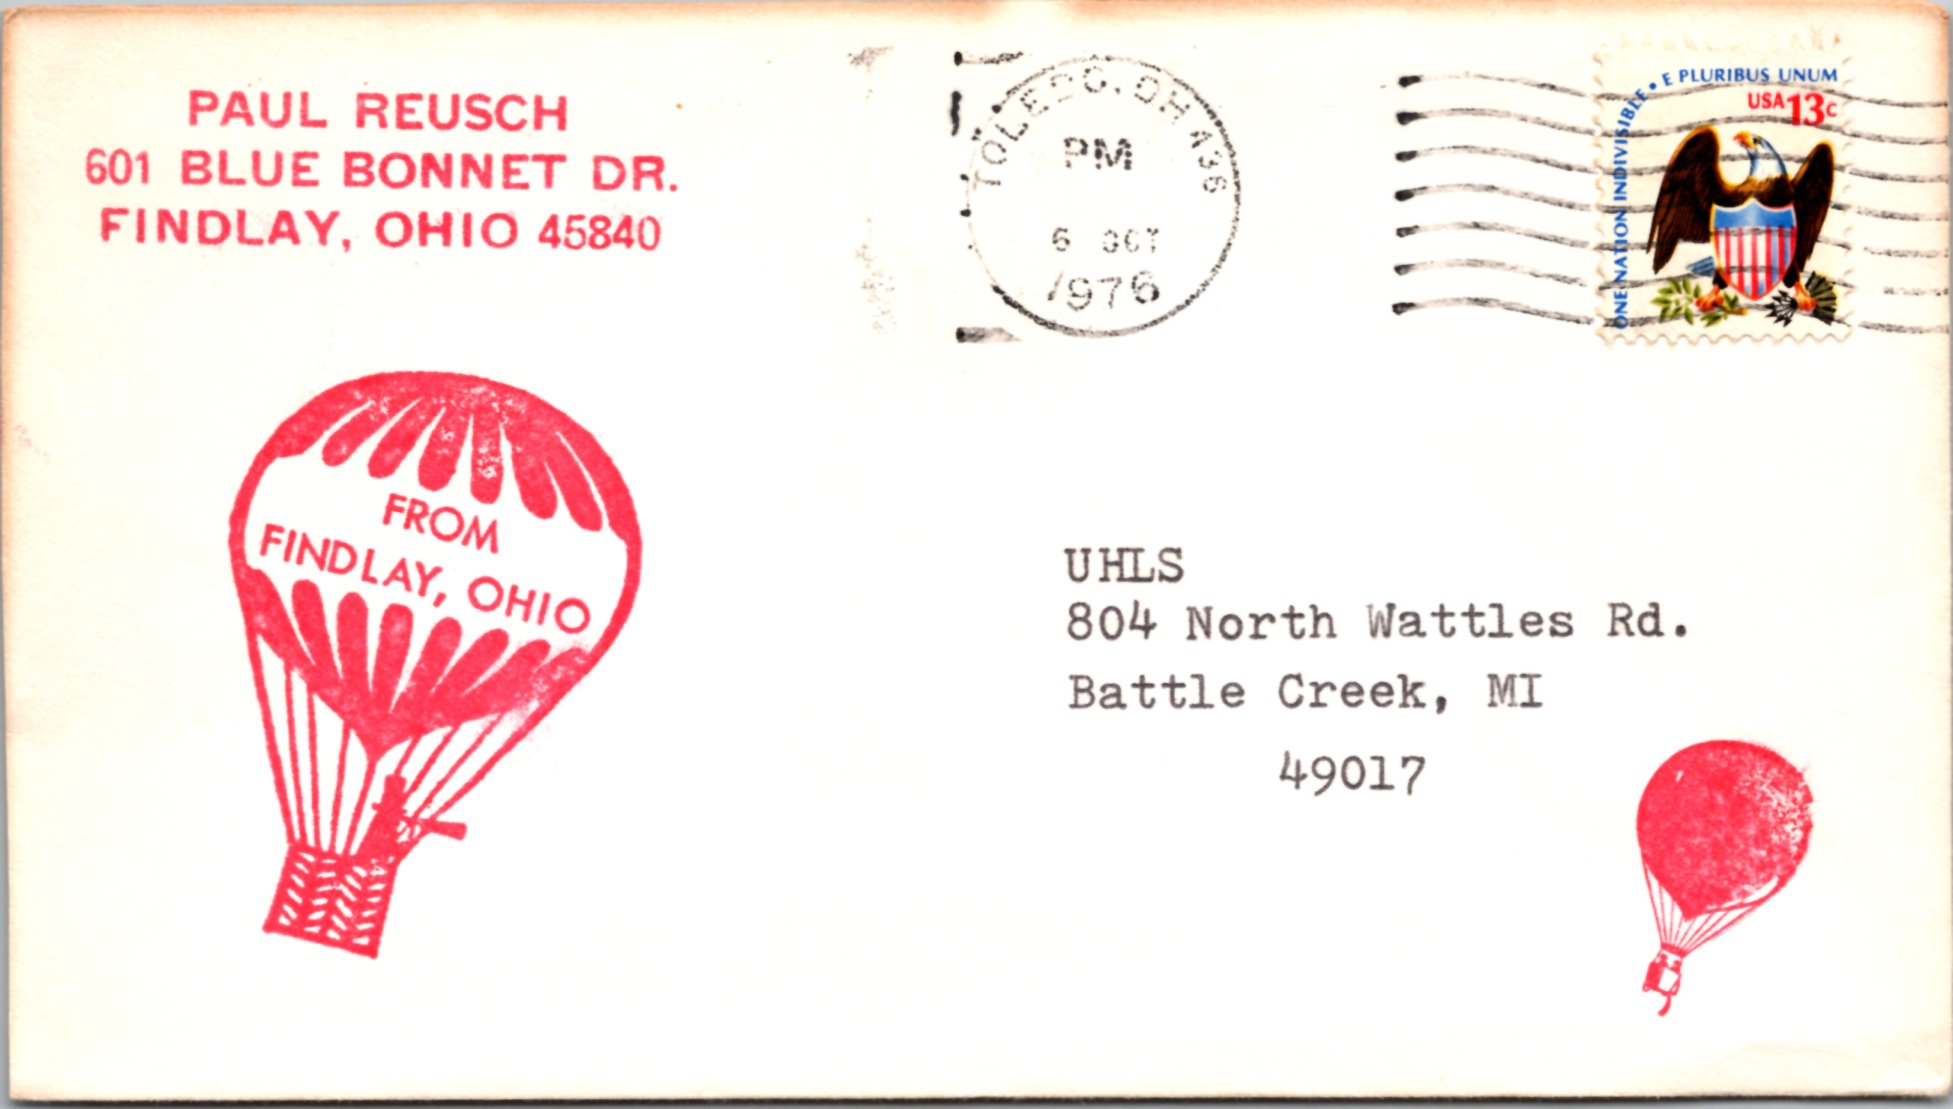 PAUL REUSCH
601 BLUE BONNET DR.
FINDLAY, OHIO 45840
TOLEDO, OH 436
PM
6 OCT
1976
ONE NATION INDIVISIBLE • E PLURIBUS UNUM
USA 13c
FROM
FINDLAY, OHIO
UHLS
804 North Wattles Rd.
Battle Creek, MI
49017